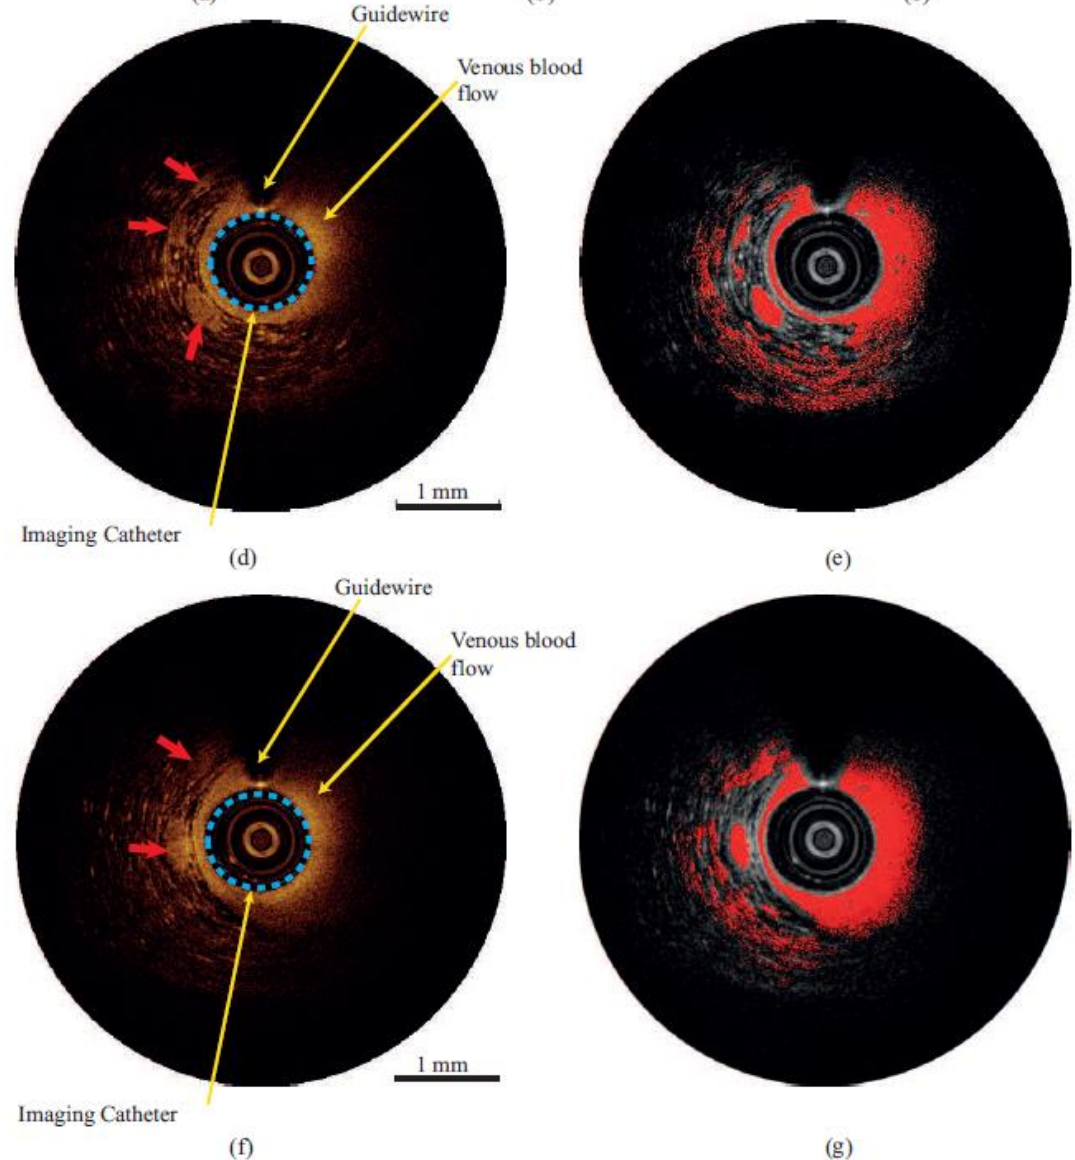 Guidewire
Venous blood
flow
1 mm
Imaging Catheter
(d)
(e)
Guidewire
Venous blood
flow
1 mm
Imaging Catheter
(f)
(g)